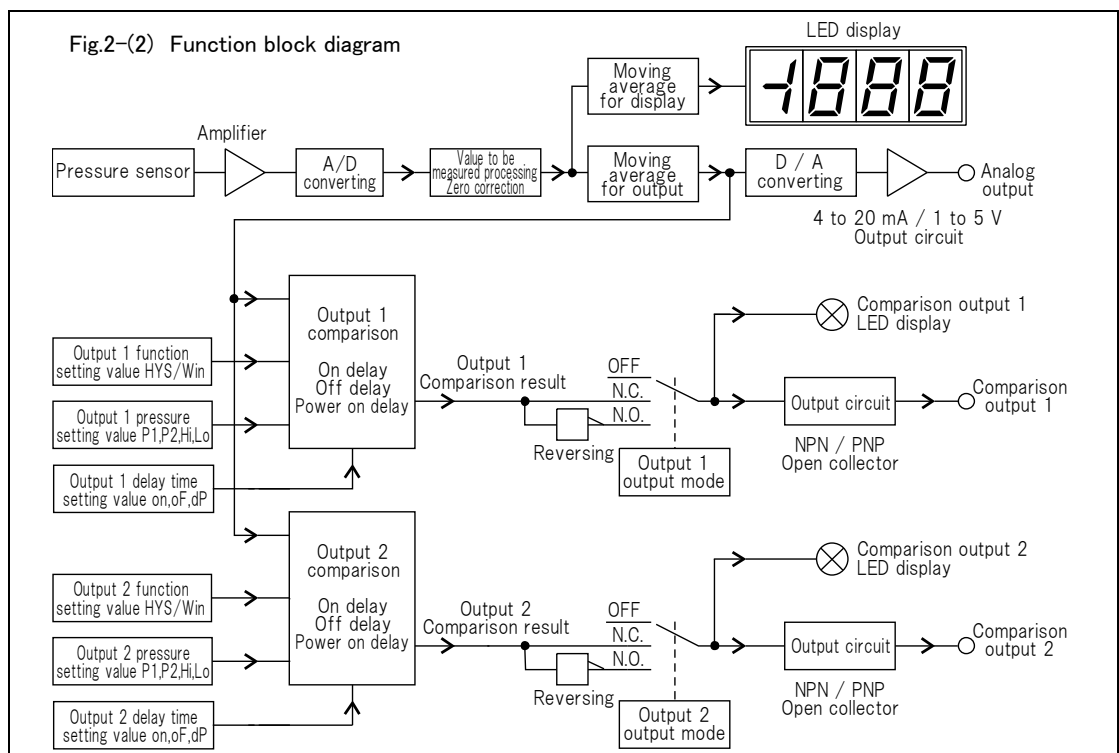 Fig.2-(2) Function block diagram
LED display
-1888
Moving
average
for display
Amplifier
Pressure sensor
A/D
converting
Value to be
measured processing
Zero correction
Moving
average
for output
D / A
converting
Analog
output
4 to 20 mA / 1 to 5 V
Output circuit
Output 1
comparison
On delay
Off delay
Power on delay
Output 1 function
setting value HYS/Win
Output 1 pressure
setting value P1,P2,Hi,Lo
Output 1 delay time
setting value on,oF,dP
Output 1
Comparison result
OFF
N.C.
N.O.
Reversing
Output 1
output mode
Comparison output 1
LED display
Output circuit
NPN / PNP
Open collector
Comparison
output 1
Output 2
comparison
On delay
Off delay
Power on delay
Output 2 function
setting value HYS/Win
Output 2 pressure
setting value P1,P2,Hi,Lo
Output 2 delay time
setting value on,oF,dP
Output 2
Comparison result
OFF
N.C.
N.O.
Reversing
Output 2
output mode
Comparison output 2
LED display
Output circuit
NPN / PNP
Open collector
Comparison
output 2